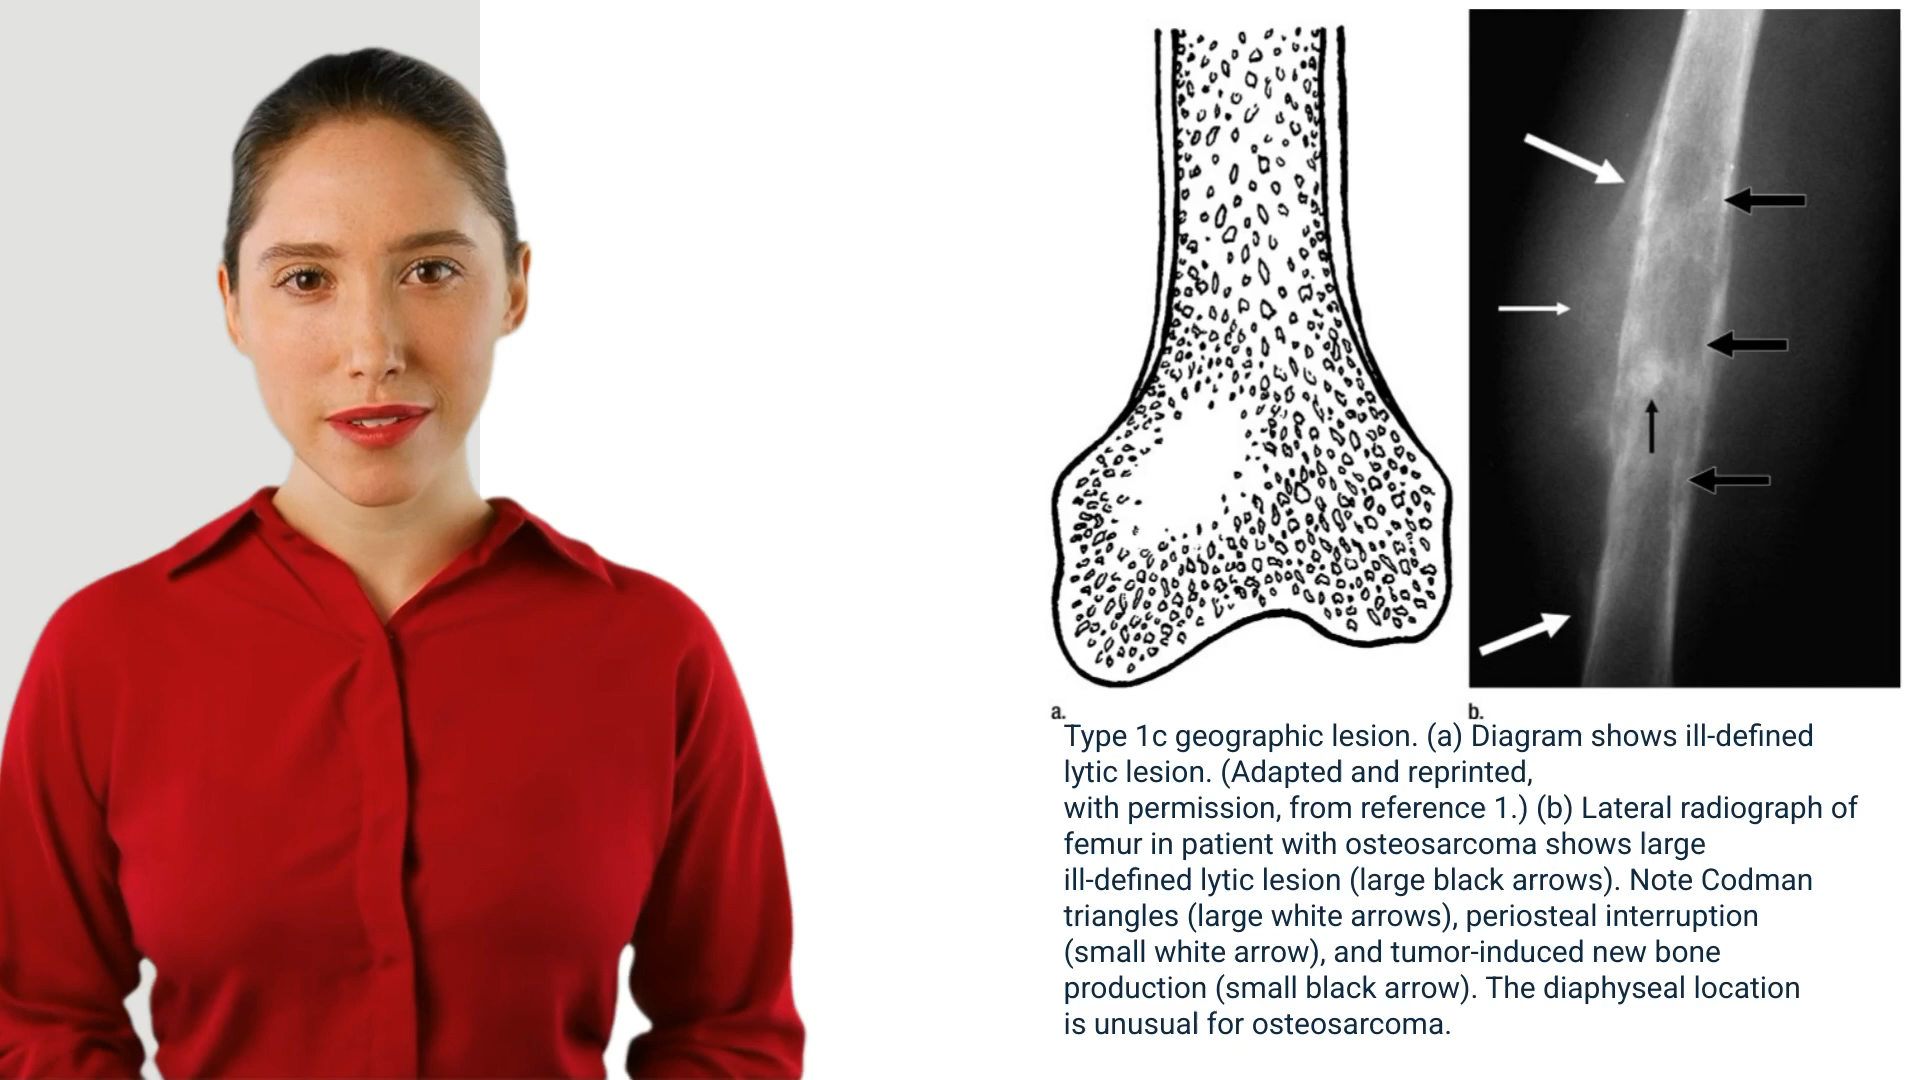 a.
b.
Type 1c geographic lesion. (a) Diagram shows ill-defined
lytic lesion. (Adapted and reprinted,
with permission, from reference 1.) (b) Lateral radiograph of
femur in patient with osteosarcoma shows large
ill-defined lytic lesion (large black arrows). Note Codman
triangles (large white arrows), periosteal interruption
(small white arrow), and tumor-induced new bone
production (small black arrow). The diaphyseal location
is unusual for osteosarcoma.